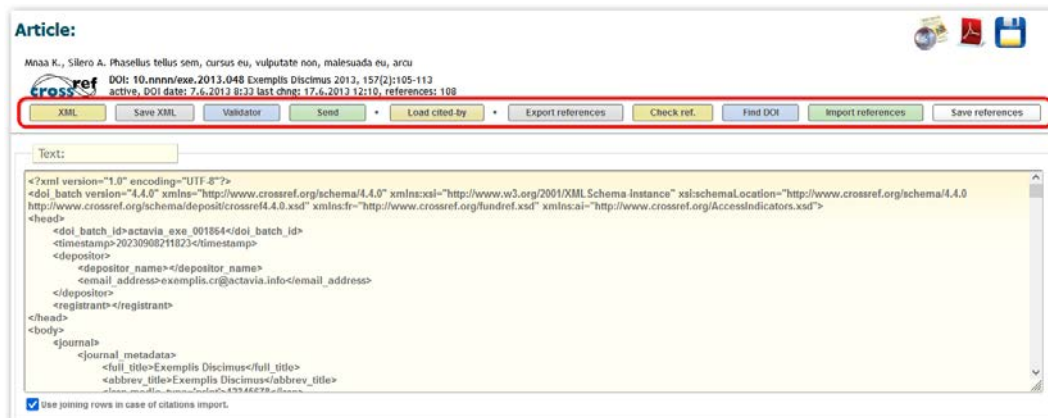 Article:
Mnaa K., Silero A. Phasellus tellus sem, cursus eu, vulputate non, malesuada eu, arcu
crossref
DOI: 10.nnnn/exe.2013.048 Exemplis Discimus 2013, 157(2):105-113
active, DOI date: 7.6.2013 8:33 last chng: 17.6.2013 12:10, references: 108
XML Save XML Validator Send • Load cited-by • Export references Check ref. Find DOI Import references Save references
Text:
<?xml version="1.0" encoding="UTF-8"?>
<doi_batch version="4.4.0" xmlns="http://www.crossref.org/schema/4.4.0" xmlns:xsi="http://www.w3.org/2001/XMLSchema-instance" xsi:schemaLocation="http://www.crossref.org/schema/4.4.0
http://www.crossref.org/schema/deposit/crossref4.4.0.xsd" xmlns:fr="http://www.crossref.org/fundref.xsd" xmlns:ai="http://www.crossref.org/AccessIndicators.xsd">
<head>
<doi_batch_id>actavia_exe_001864</doi_batch_id>
<timestamp>20230908211823</timestamp>
<depositor>
<depositor_name></depositor_name>
<email_address>exemplis.cr@actavia.info</email_address>
</depositor>
<registrant></registrant>
</head>
<body>
<journal>
<journal_metadata>
<full_title>Exemplis Discimus</full_title>
<abbrev_title>Exemplis Discimus</abbrev_title>
Use joining rows in case of citations import.